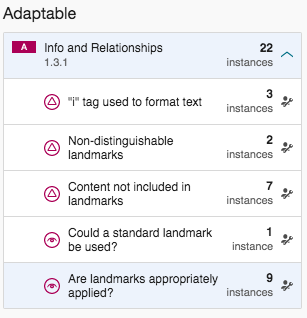 Adaptable
A
Info and Relationships
22
1.3.1
instances
"i" tag used to format text
3
instances
Non-distinguishable
landmarks
2
instances
Content not included in
landmarks
7
instances
Could a standard landmark
be used?
1
instance
Are landmarks appropriately
applied?
9
instances